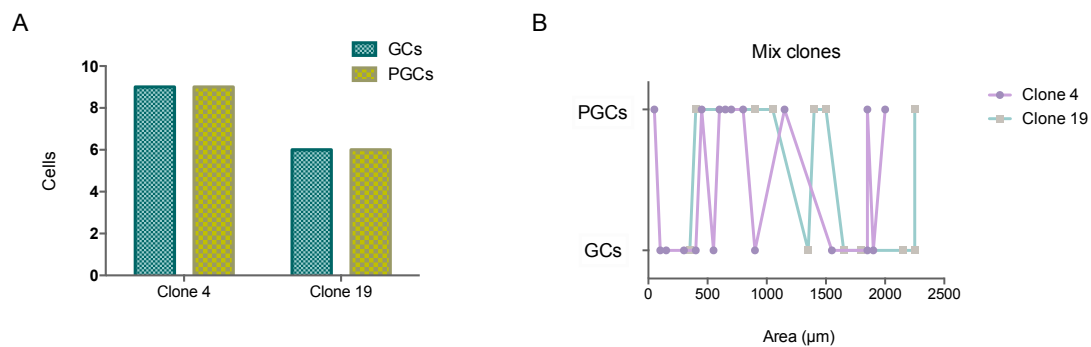 A
GCs
PGCs
10
8
6
4
2
0
Cells
Clone 4
Clone 19
B
Mix clones
PGCs
GCs
0
500
1000
1500
2000
2500
Area (µm)
Clone 4
Clone 19